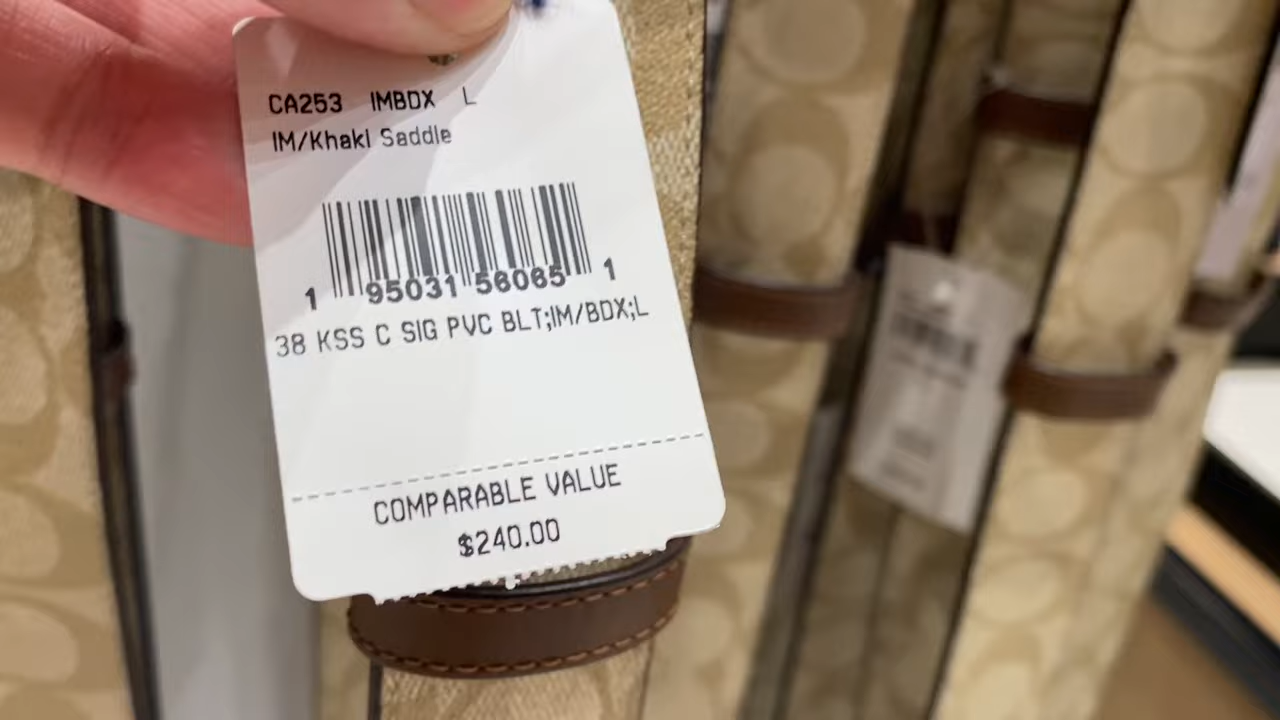 CA253 IMBDX L
IM/Khaki Saddle
1 95031 56065 1
38 KSS C SIG PVC BLT;IM/BDX;L
COMPARABLE VALUE
$240.00